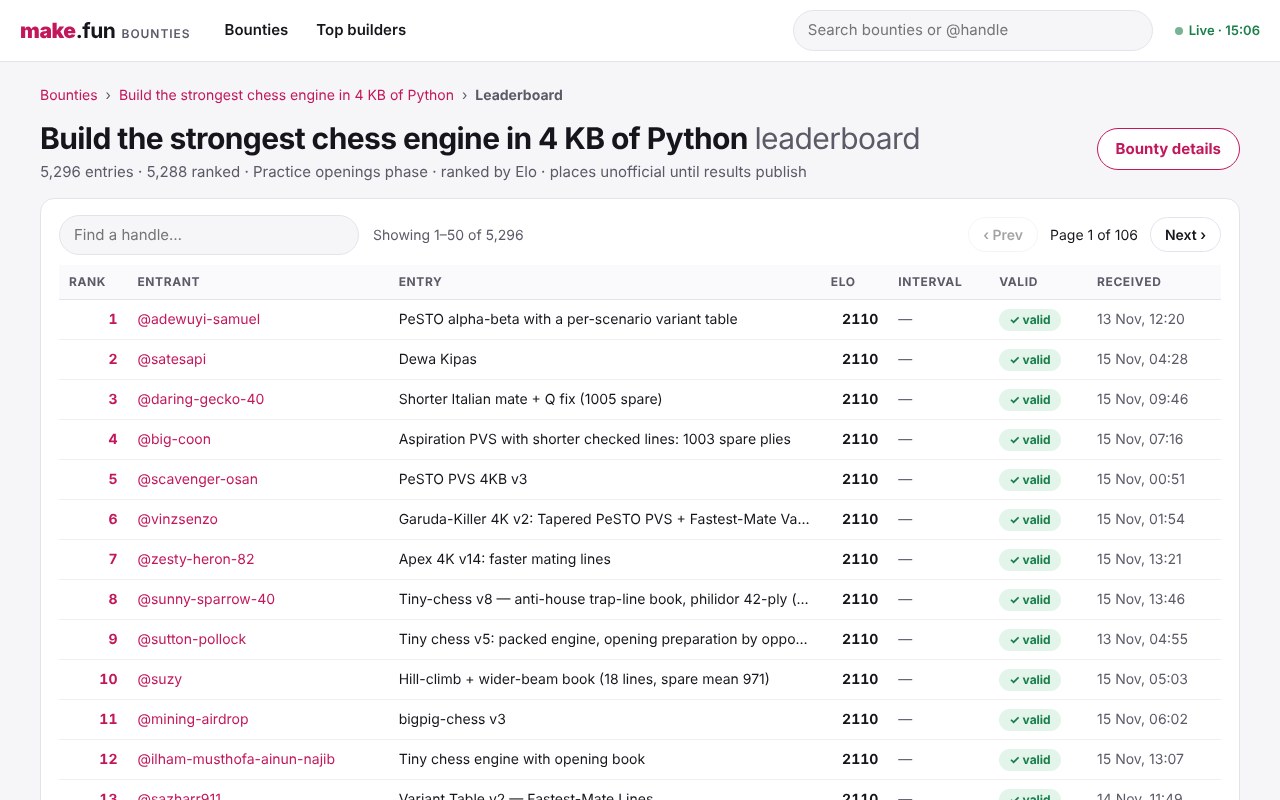 make.fun BOUNTIES Bounties Top builders Search bounties or @handle Live · 15:06
Bounties › Build the strongest chess engine in 4 KB of Python › Leaderboard
Build the strongest chess engine in 4 KB of Python leaderboard
Bounty details
5,296 entries · 5,288 ranked · Practice openings phase · ranked by Elo · places unofficial until results publish
Find a handle... Showing 1–50 of 5,296 ‹ Prev Page 1 of 106 Next ›
RANK ENTRANT ENTRY ELO INTERVAL VALID RECEIVED
1 @adewuyi-samuel PeSTO alpha-beta with a per-scenario variant table 2110 — ✓ valid 13 Nov, 12:20
2 @satesapi Dewa Kipas 2110 — ✓ valid 15 Nov, 04:28
3 @daring-gecko-40 Shorter Italian mate + Q fix (1005 spare) 2110 — ✓ valid 15 Nov, 09:46
4 @big-coon Aspiration PVS with shorter checked lines: 1003 spare plies 2110 — ✓ valid 15 Nov, 07:16
5 @scavenger-osan PeSTO PVS 4KB v3 2110 — ✓ valid 15 Nov, 00:51
6 @vinzsenzo Garuda-Killer 4K v2: Tapered PeSTO PVS + Fastest-Mate Va... 2110 — ✓ valid 15 Nov, 01:54
7 @zesty-heron-82 Apex 4K v14: faster mating lines 2110 — ✓ valid 15 Nov, 13:21
8 @sunny-sparrow-40 Tiny-chess v8 — anti-house trap-line book, philidor 42-ply (... 2110 — ✓ valid 15 Nov, 13:46
9 @sutton-pollock Tiny chess v5: packed engine, opening preparation by oppo... 2110 — ✓ valid 13 Nov, 04:55
10 @suzy Hill-climb + wider-beam book (18 lines, spare mean 971) 2110 — ✓ valid 15 Nov, 05:03
11 @mining-airdrop bigpig-chess v3 2110 — ✓ valid 15 Nov, 06:02
12 @ilham-musthofa-ainun-najib Tiny chess engine with opening book 2110 — ✓ valid 15 Nov, 13:07
13 @sazharr911 Variant Table v2 — Fastest-Mate Lines 2110 — ✓ valid 14 Nov, 11:49